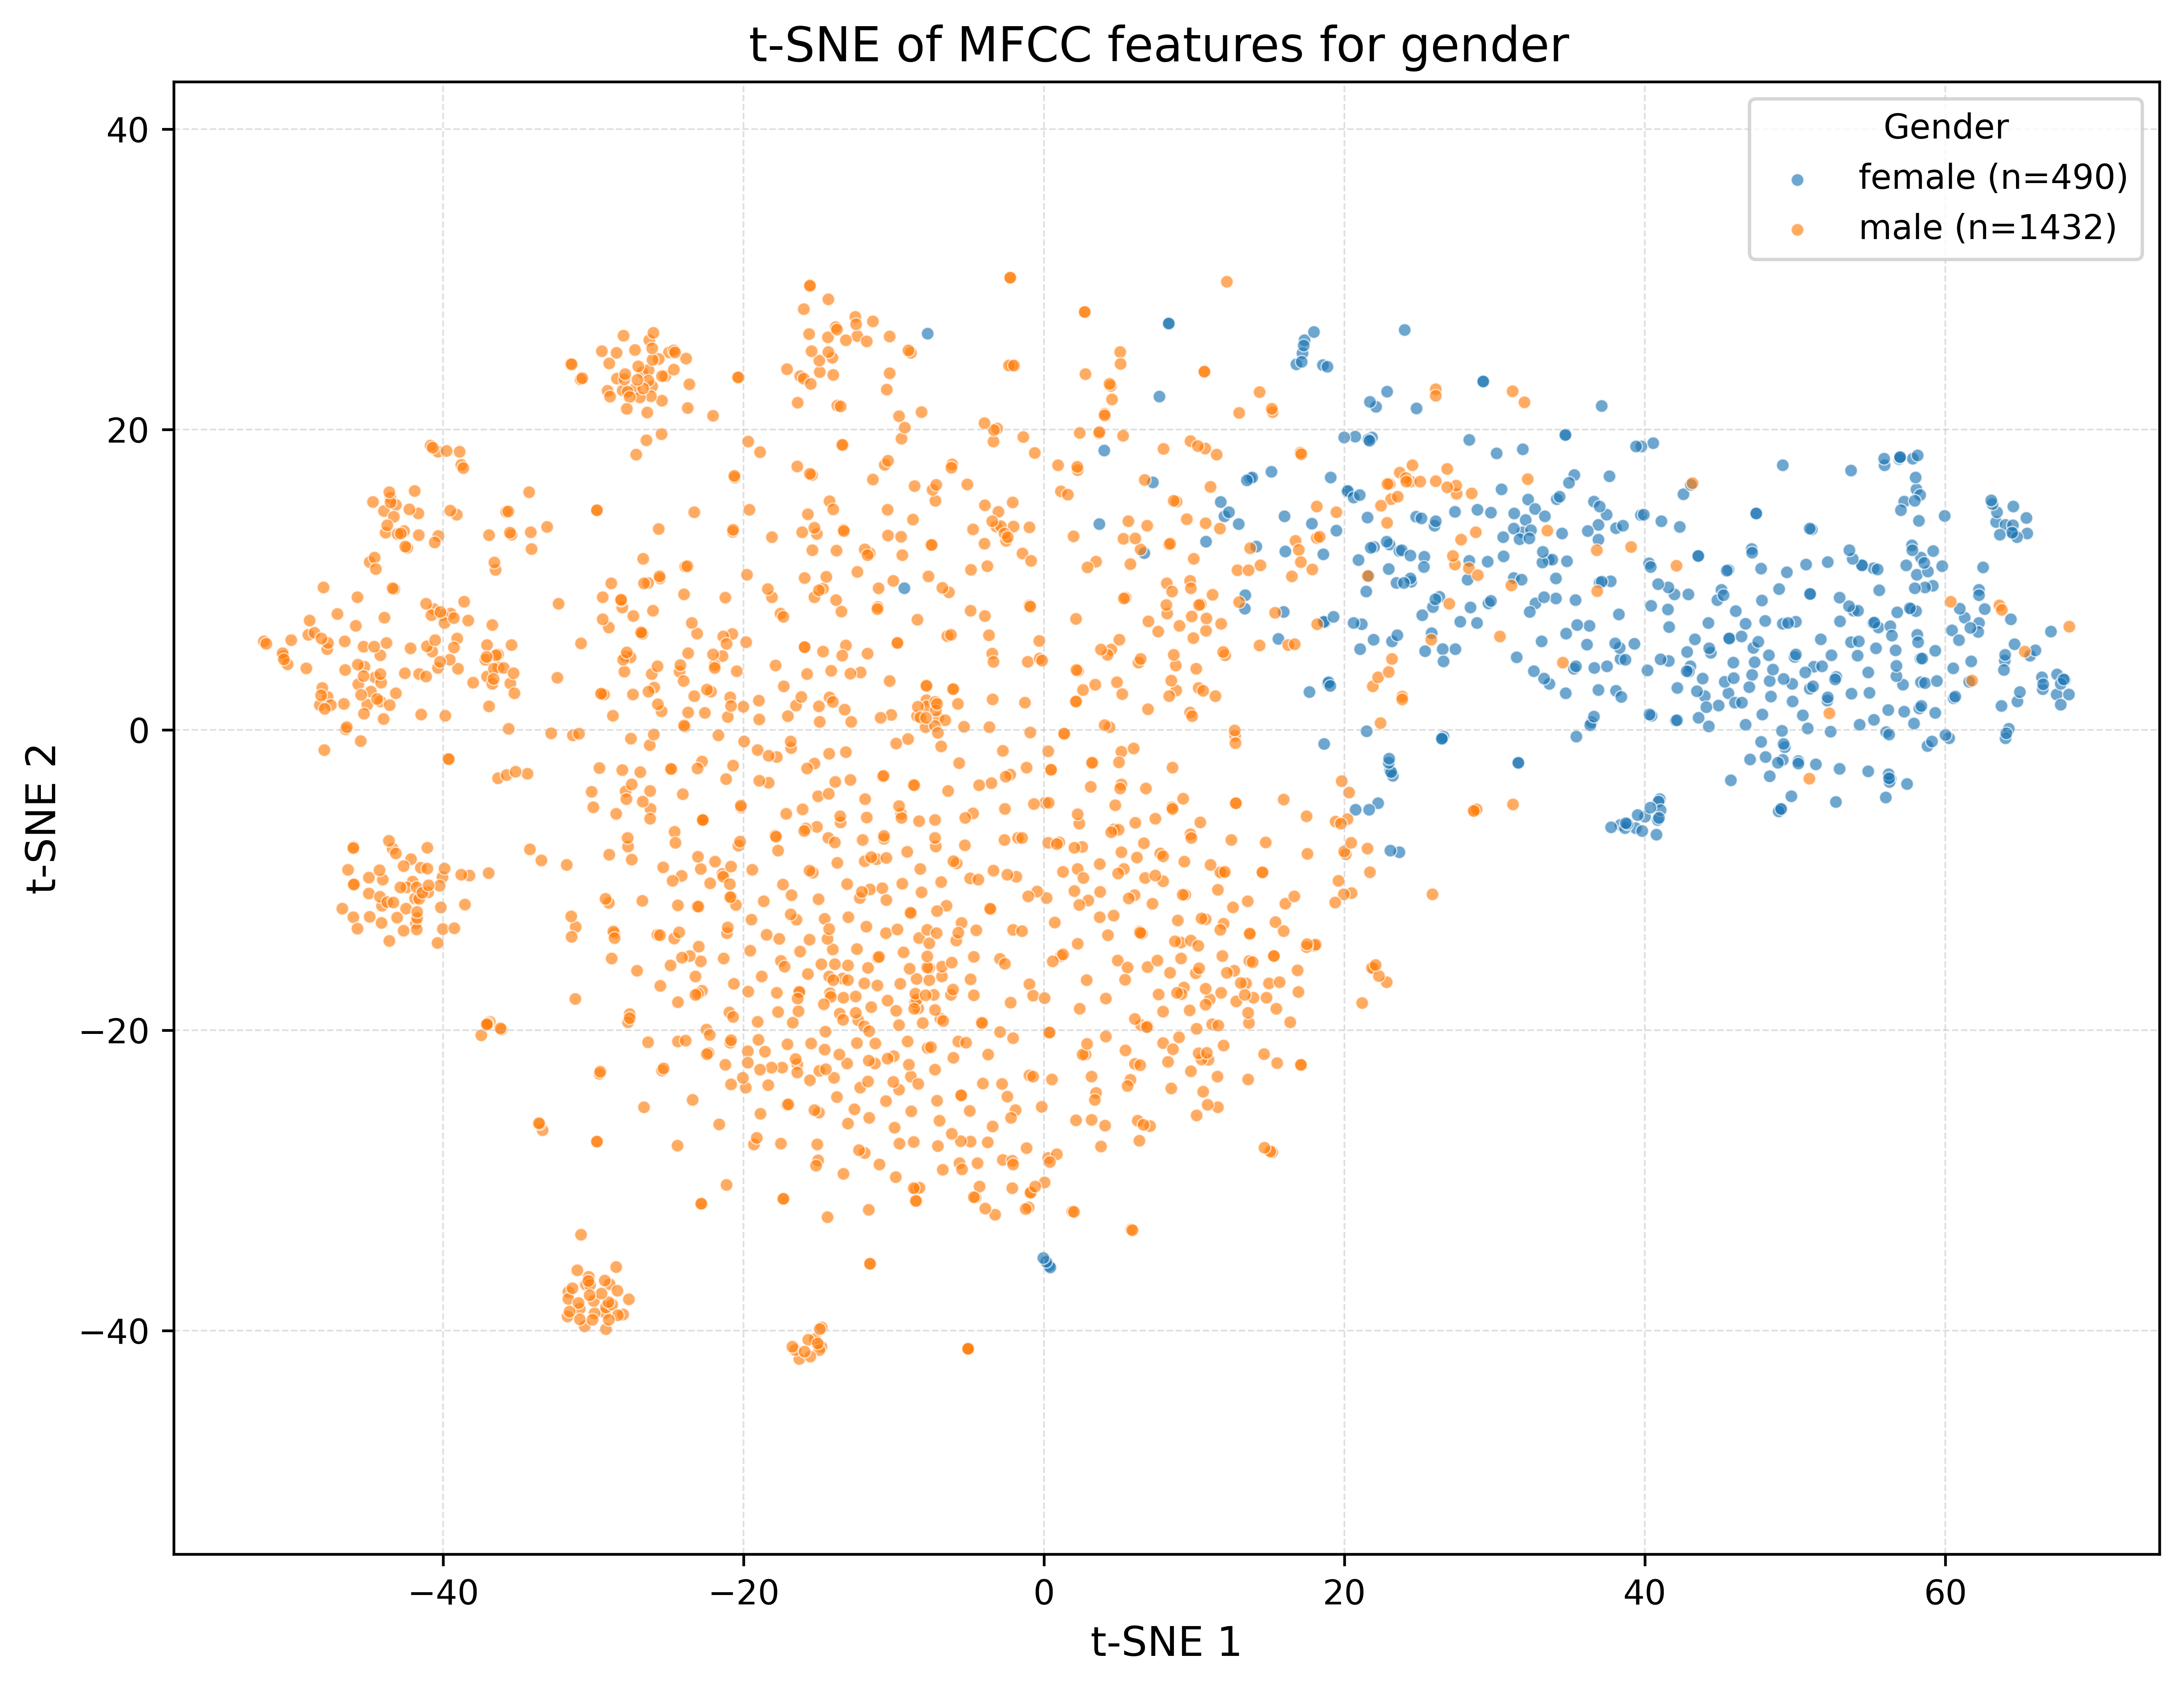 t-SNE of MFCC features for gender
Gender
female (n=490)
male (n=1432)
40
20
0
−20
−40
t-SNE 2
−40
−20
0
20
40
60
t-SNE 1